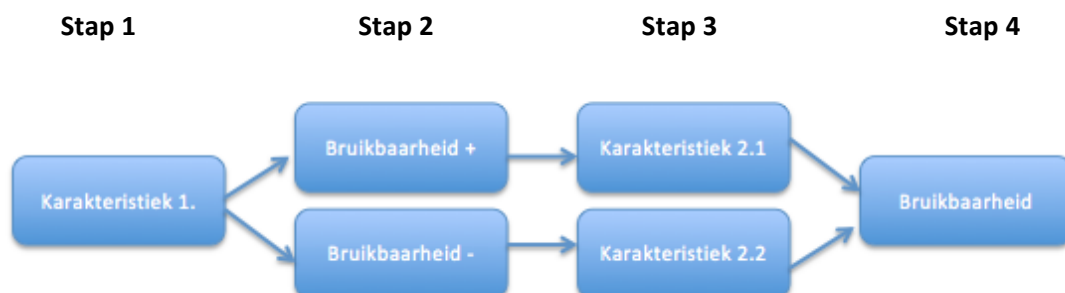 Stap 1
Stap 2
Stap 3
Stap 4
Bruikbaarheid +
Karakteristiek 2.1
Karakteristiek 1.
Bruikbaarheid
Bruikbaarheid -
Karakteristiek 2.2